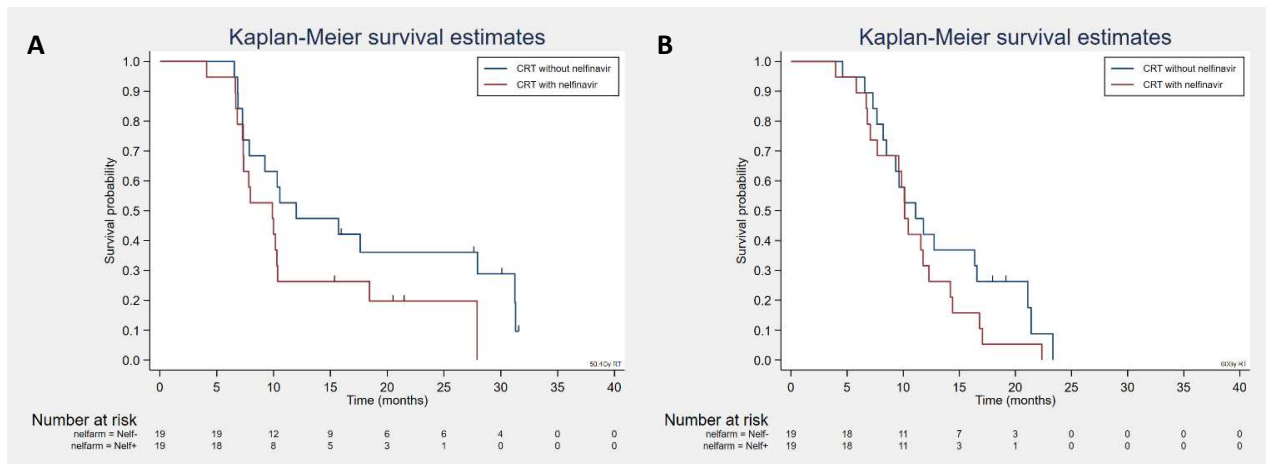 A
Kaplan-Meier survival estimates
CRT without nelfinavir
CRT with nelfinavir
Survival probability
1.0
0.9
0.8
0.7
0.6
0.5
0.4
0.3
0.2
0.1
0.0
50.4Gy RT
0 5 10 15 20 25 30 35 40
Time (months)
Number at risk
nelfarm = Nelf- 19 19 12 9 6 6 4 0 0
nelfarm = Nelf+ 19 18 8 5 3 1 0 0 0
B
Kaplan-Meier survival estimates
CRT without nelfinavir
CRT with nelfinavir
Survival probability
1.0
0.9
0.8
0.7
0.6
0.5
0.4
0.3
0.2
0.1
0.0
60Gy RT
0 5 10 15 20 25 30 35 40
Time (months)
Number at risk
nelfarm = Nelf- 19 18 11 7 3 0 0 0 0
nelfarm = Nelf+ 19 18 11 3 1 0 0 0 0